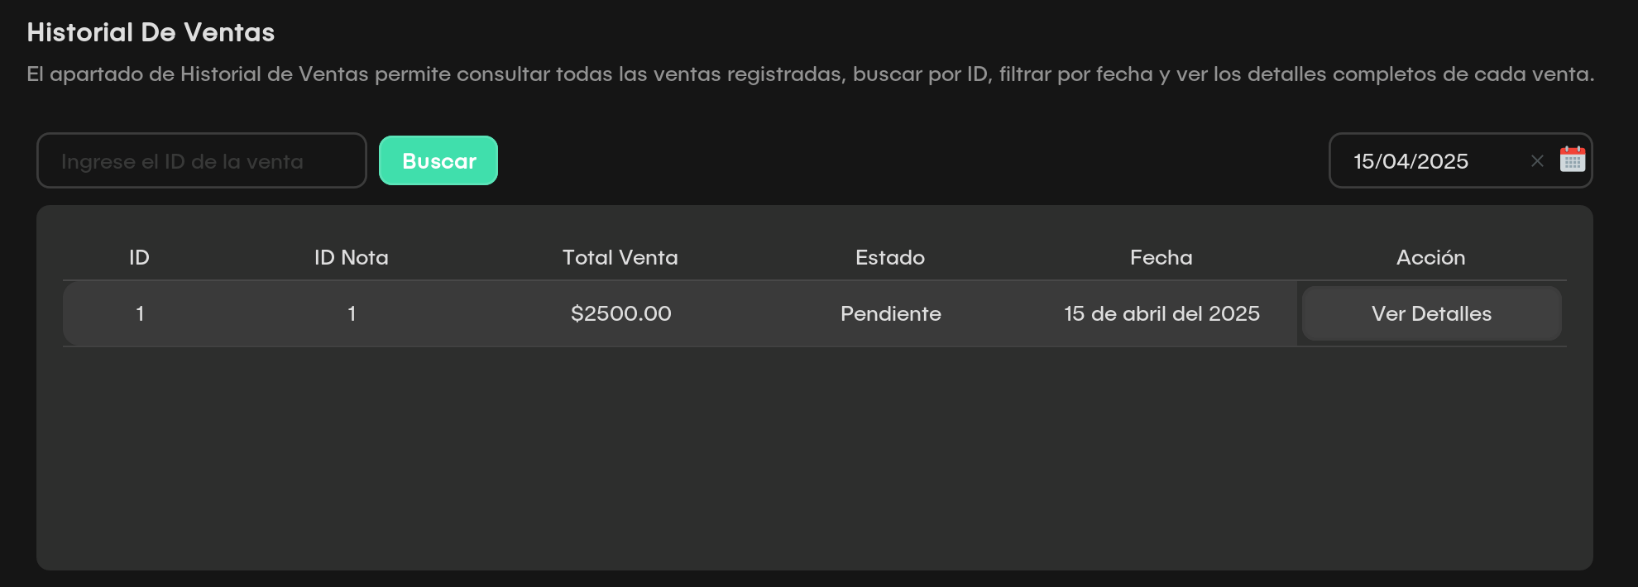 Historial De Ventas
El apartado de Historial de Ventas permite consultar todas las ventas registradas, buscar por ID, filtrar por fecha y ver los detalles completos de cada venta.
Ingrese el ID de la venta Buscar 15/04/2025
ID ID Nota Total Venta Estado Fecha Acción
1 1 $2500.00 Pendiente 15 de abril del 2025 Ver Detalles